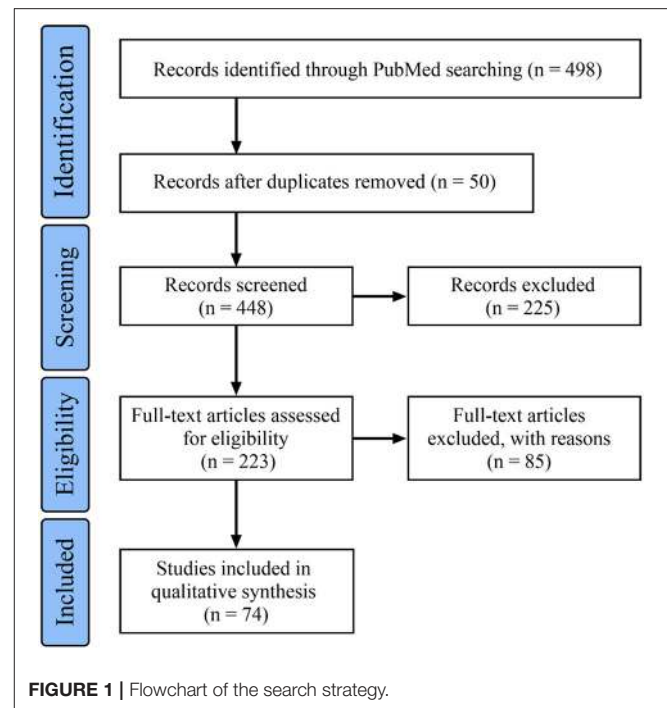 Identification
Records identified through PubMed searching (n = 498)
Records after duplicates removed (n = 50)
Screening
Records screened
(n = 448)
Records excluded
(n = 225)
Eligibility
Full-text articles assessed
for eligibility
(n = 223)
Full-text articles
excluded, with reasons
(n = 85)
Included
Studies included in
qualitative synthesis
(n = 74)
FIGURE 1 | Flowchart of the search strategy.